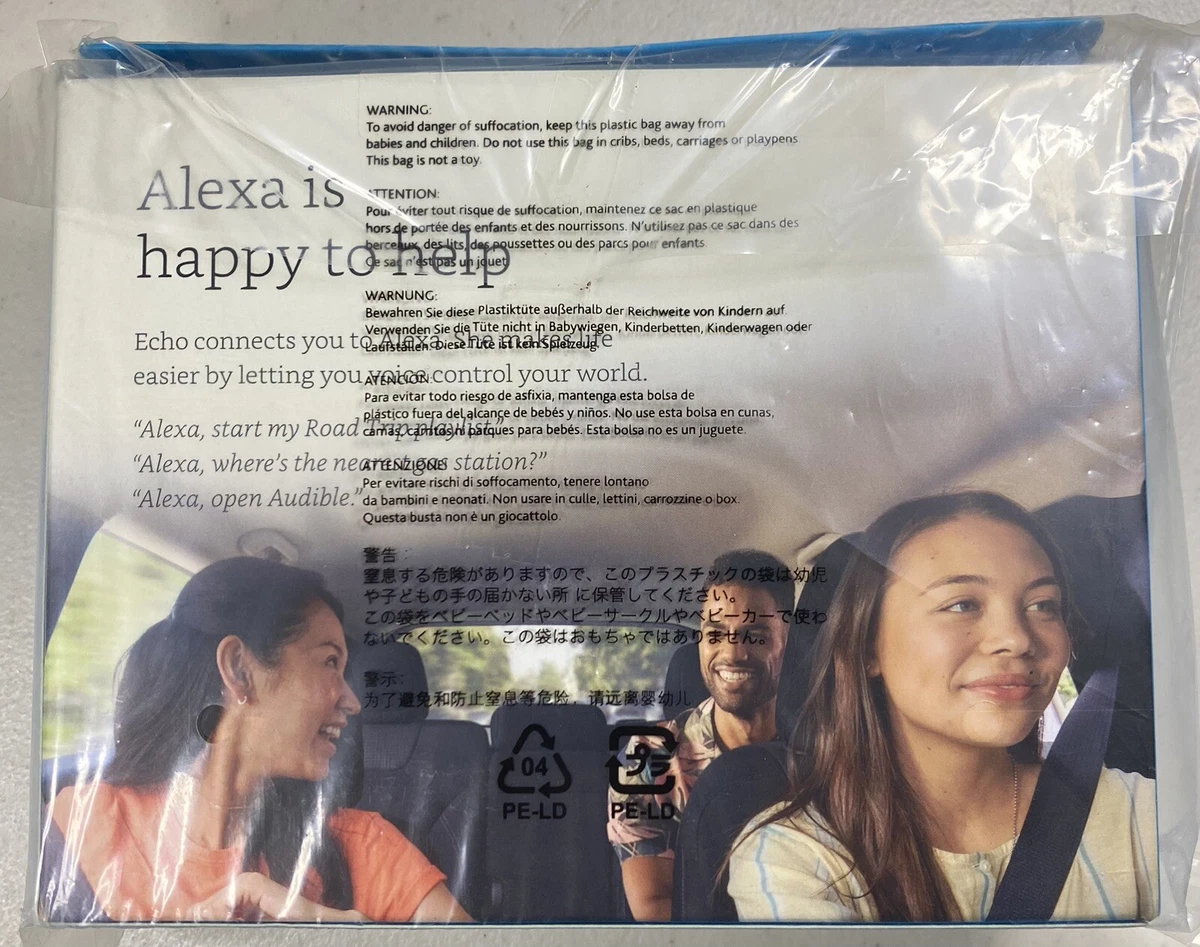 WARNING:
To avoid danger of suffocation, keep this plastic bag away from
babies and children. Do not use this bag in cribs, beds, carriages or playpens.
This bag is not a toy.
Alexa is
happy to help
ATTENTION:
Pour éviter tout risque de suffocation, maintenez ce sac en plastique
hors de portée des enfants et des nourrissons. N'utilisez pas ce sac dans des
berceaux, des lits, des poussettes ou des parcs pour enfants.
Ce sac n'est pas un jouet.
WARNUNG:
Bewahren Sie diese Plastiktüte außerhalb der Reichweite von Kindern auf.
Verwenden Sie die Tüte nicht in Babywiegen, Kinderbetten, Kinderwagen oder
Laufställen. Diese Tüte ist kein Spielzeug.
Echo connects you to Alexa. She makes life
easier by letting you voice control your world.
"Alexa, start my Road Trip playlist."
"Alexa, where's the nearest gas station?"
"Alexa, open Audible."
ATENCIÓN:
Para evitar todo riesgo de asfixia, mantenga esta bolsa de
plástico fuera del alcance de bebés y niños. No use esta bolsa en cunas,
camas, carritos ni parques para bebés. Esta bolsa no es un juguete.
ATTENZIONE:
Per evitare rischi di soffocamento, tenere lontano
da bambini e neonati. Non usare in culle, lettini, carrozzine o box.
Questa busta non è un giocattolo.
警告:
窒息する危険がありますので、このプラスチックの袋は幼児
や子どもの手の届かない所 に保管してください。
この袋をベビーベッドやベビーサークルやベビーカーで使わ
ないでください。この袋はおもちゃではありません。
警示:
为了避免和防止窒息等危险，请远离婴幼儿
04
PE-LD
プラ
PE-LD